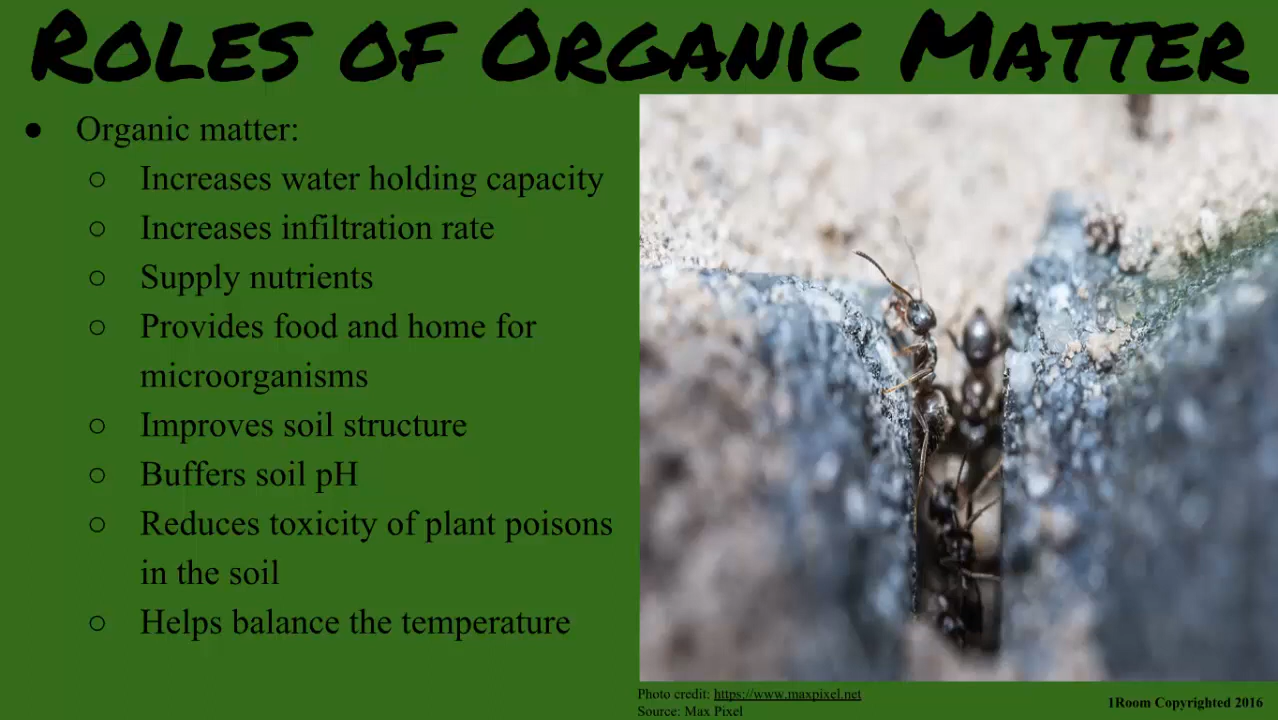 ROLES OF ORGANIC MATTER
● Organic matter:
○ Increases water holding capacity
○ Increases infiltration rate
○ Supply nutrients
○ Provides food and home for
microorganisms
○ Improves soil structure
○ Buffers soil pH
○ Reduces toxicity of plant poisons
in the soil
○ Helps balance the temperature
Photo credit: https://www.maxpixel.net
Source: Max Pixel
1Room Copyrighted 2016